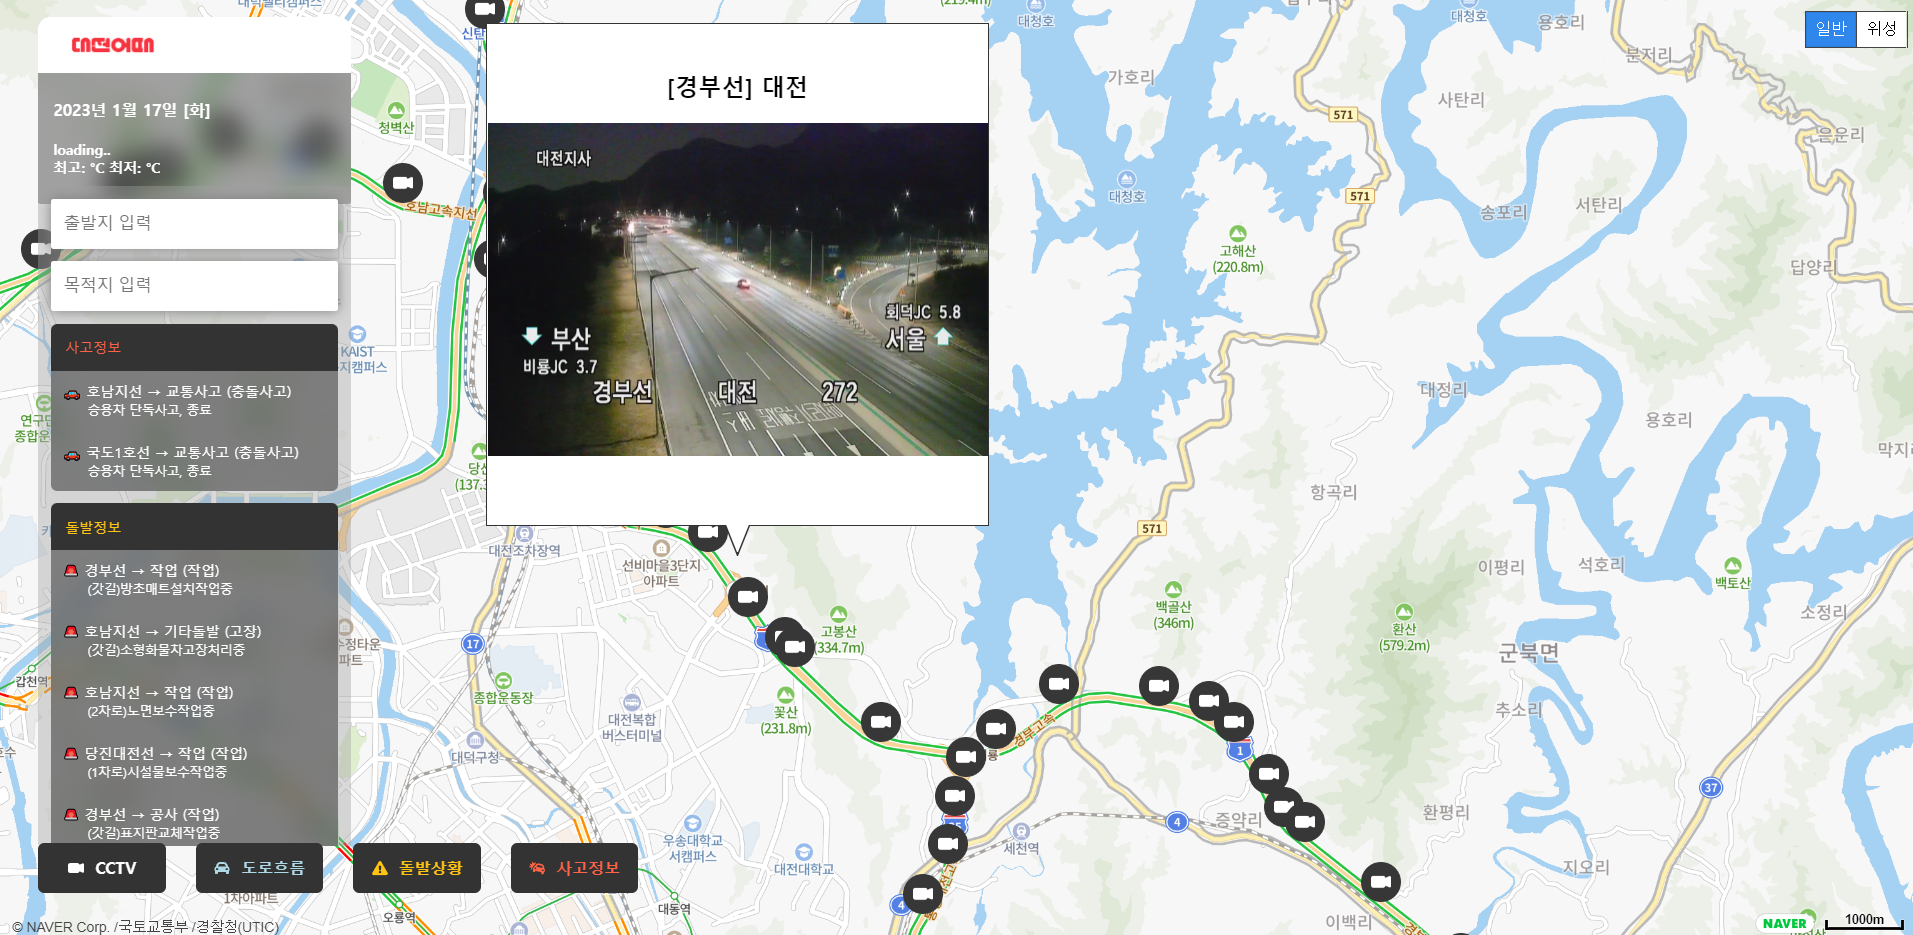 대전어때
2023년 1월 17일 [화]
loading..
최고: ℃ 최저: ℃
출발지 입력
목적지 입력
사고정보
호남지선 → 교통사고 (충돌사고)
승용차 단독사고, 종료
국도1호선 → 교통사고 (충돌사고)
승용차 단독사고, 종료
돌발정보
경부선 → 작업 (작업)
(갓길)방초매트설치작업중
호남지선 → 기타돌발 (고장)
(갓길)소형화물차고장처리중
호남지선 → 작업 (작업)
(2차로)노면보수작업중
당진대전선 → 작업 (작업)
(1차로)시설물보수작업중
경부선 → 공사 (작업)
(갓길)표지판교체작업중
CCTV
도로흐름
돌발상황
사고정보
© NAVER Corp. /국토교통부 /경찰청(UTIC)
[경부선] 대전
대전지사
회덕JC 5.8
부산
서울
비룡JC 3.7
경부선 대전 272
일반
위성
청벽산
호남고속지선
KAIST
대전조차장역
선비마을3단지
아파트
고봉산
(334.7m)
꽃산
(231.8m)
종합운동장
대전복합
버스터미널
대덕구청
우송대학교
서캠퍼스
대전대학교
대동역
오룡역
갑천역
1차아파트
세천역
경부고속
17
1
4
4
37
571
571
571
대청호
대청호
대청호
가호리
용호리
분저리
사탄리
은운리
송포리
서탄리
고해산
(220.8m)
답양리
대정리
용호리
막지리
항곡리
이평리
석호리
백토산
소정리
백골산
(346m)
환산
(579.2m)
군북면
추소리
환평리
증약리
지오리
이백리
NAVER
1000m